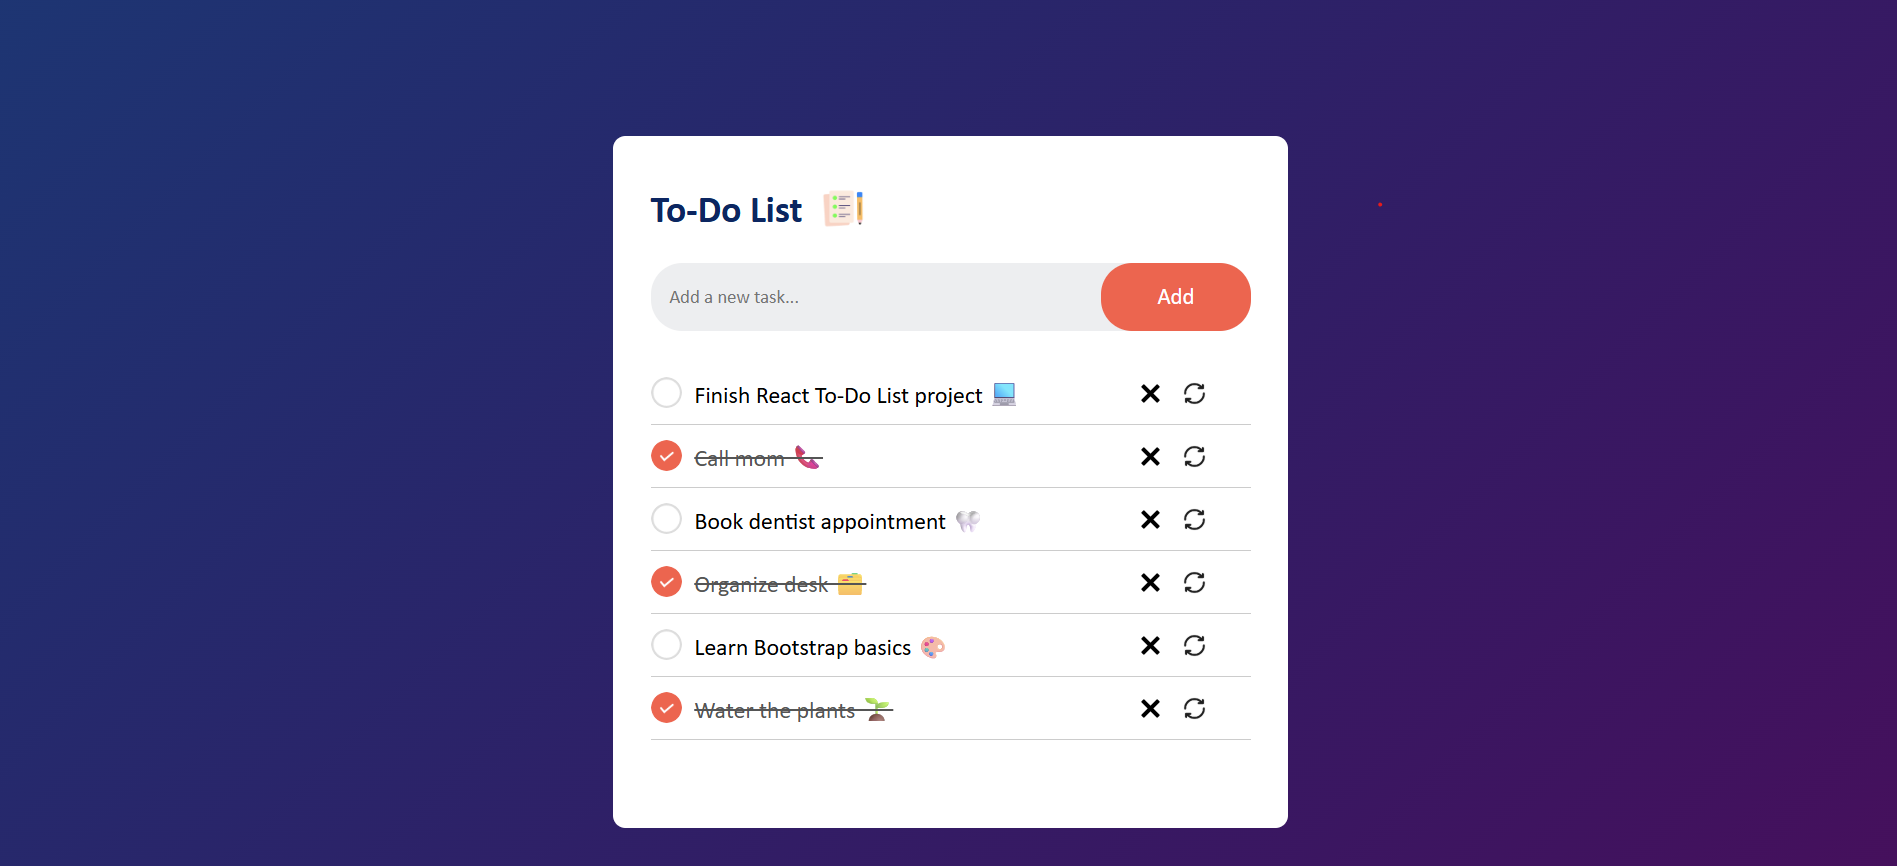 To-Do List
Add a new task...
Add
Finish React To-Do List project
Call mom
Book dentist appointment
Organize desk
Learn Bootstrap basics
Water the plants